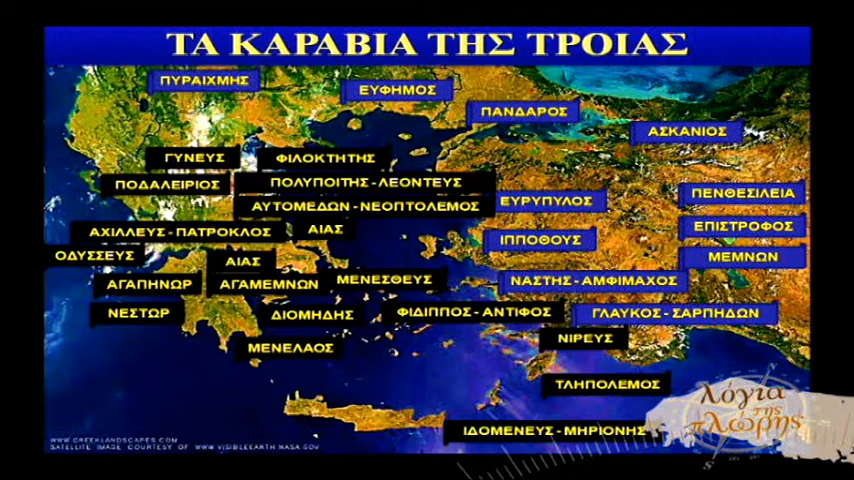 ΤΑ ΚΑΡΑΒΙΑ ΤΗΣ ΤΡΟΙΑΣ
ΠΥΡΑΙΧΜΗΣ
ΕΥΦΗΜΟΣ
ΠΑΝΔΑΡΟΣ
ΑΣΚΑΝΙΟΣ
ΓΥΝΕΥΣ
ΦΙΛΟΚΤΗΤΗΣ
ΠΟΔΑΛΕΙΡΙΟΣ
ΠΟΛΥΠΟΙΤΗΣ - ΛΕΟΝΤΕΥΣ
ΕΥΡΥΠΥΛΟΣ
ΠΕΝΘΕΣΙΛΕΙΑ
ΑΥΤΟΜΕΔΩΝ - ΝΕΟΠΤΟΛΕΜΟΣ
ΑΧΙΛΛΕΥΣ - ΠΑΤΡΟΚΛΟΣ
ΑΙΑΣ
ΙΠΠΟΘΟΥΣ
ΕΠΙΣΤΡΟΦΟΣ
ΟΔΥΣΣΕΥΣ
ΑΙΑΣ
ΜΕΜΝΩΝ
ΑΓΑΠΗΝΩΡ
ΑΓΑΜΕΜΝΩΝ
ΜΕΝΕΣΘΕΥΣ
ΝΑΣΤΗΣ - ΑΜΦΙΜΑΧΟΣ
ΝΕΣΤΩΡ
ΔΙΟΜΗΔΗΣ
ΦΙΔΙΠΠΟΣ - ΑΝΤΙΦΟΣ
ΓΛΑΥΚΟΣ - ΣΑΡΠΗΔΩΝ
ΜΕΝΕΛΑΟΣ
ΝΙΡΕΥΣ
ΤΛΗΠΟΛΕΜΟΣ
ΙΔΟΜΕΝΕΥΣ - ΜΗΡΙΟΝΗΣ
λόγια
της
πλώρης
N
S
WWW.GREEKLANDSCAPES.COM
SATELLITE IMAGE COURTESY OF WWW.VISIBLEEARTH.NASA.GOV